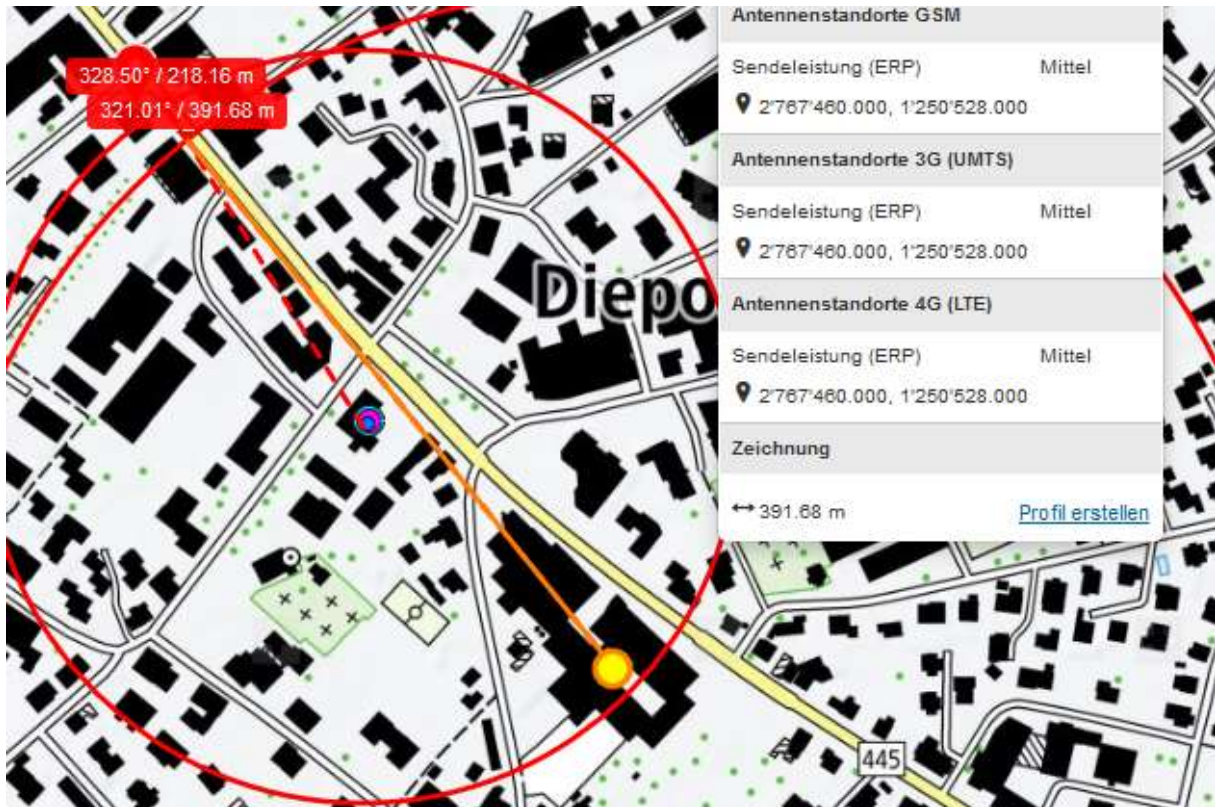 328.50° / 218.16 m
321.01° / 391.68 m
Diepo
445
Antennenstandorte GSM
Sendeleistung (ERP) Mittel
2'767'460.000, 1'250'528.000
Antennenstandorte 3G (UMTS)
Sendeleistung (ERP) Mittel
2'767'460.000, 1'250'528.000
Antennenstandorte 4G (LTE)
Sendeleistung (ERP) Mittel
2'767'460.000, 1'250'528.000
Zeichnung
↔ 391.68 m Profil erstellen